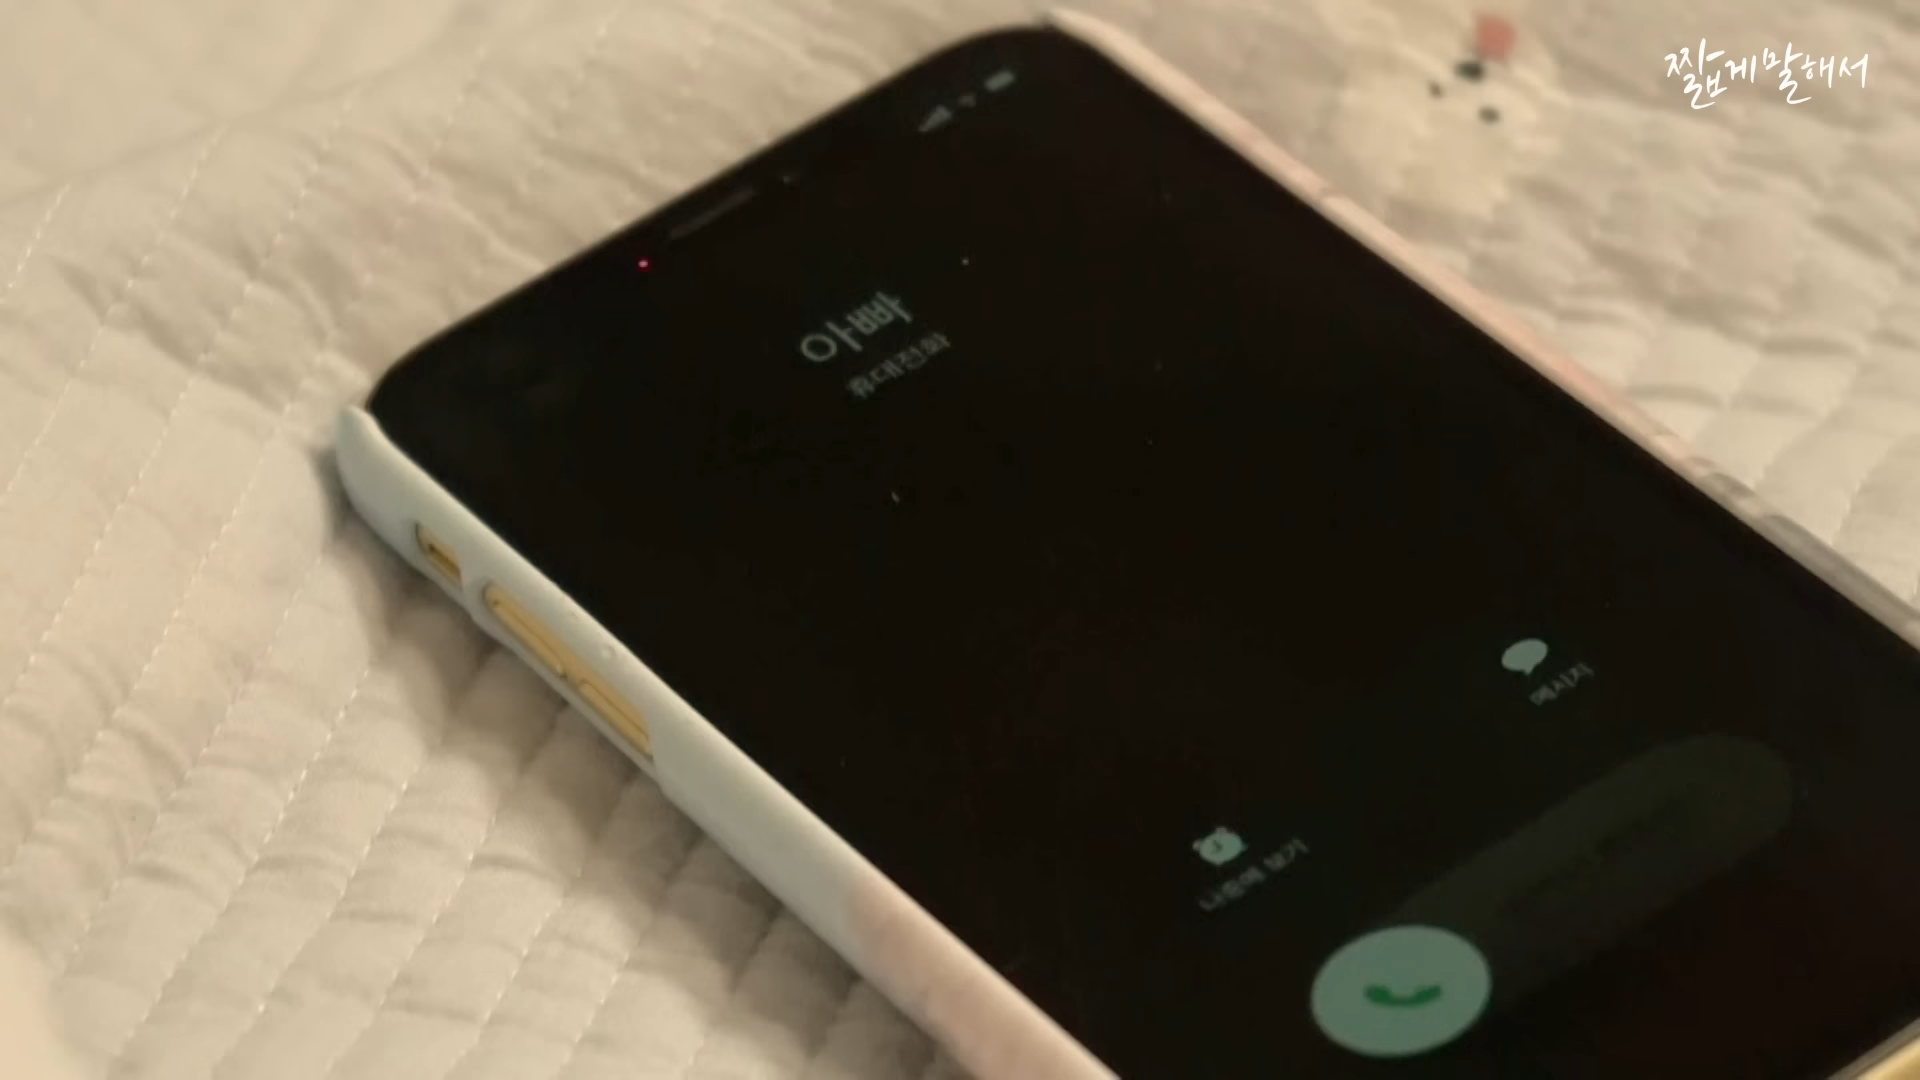 짧게말해서
아빠
휴대전화
메시지
나중에 보기